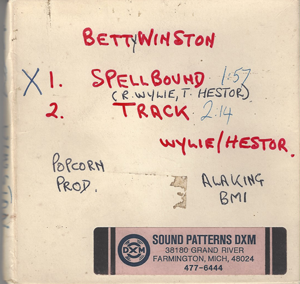 BETTY WINSTON
X 1. SPELLBOUND 1:57
(R. WYLIE, T. HESTOR)
2. TRACK 2:14
WYLIE/HESTOR.
POPCORN
PROD.
ALAKING
BMI
DXM
SOUND PATTERNS DXM
38180 GRAND RIVER
FARMINGTON, MICH, 48024
477-6444